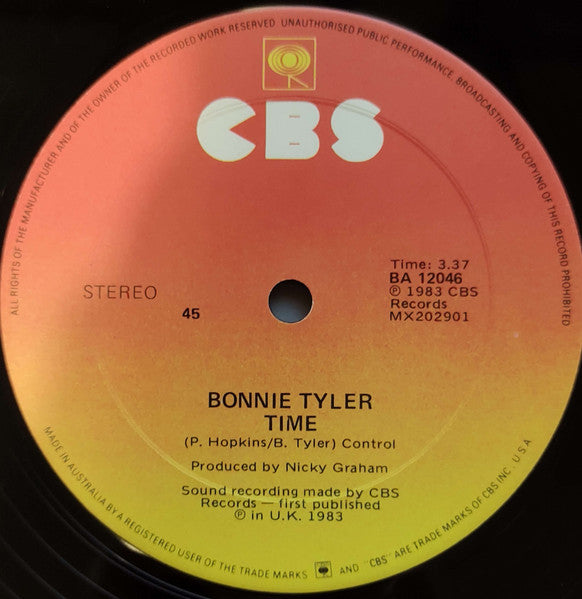 ALL RIGHTS OF THE MANUFACTURER AND OF THE OWNER OF THE RECORDED WORK RESERVED. UNAUTHORISED PUBLIC PERFORMANCE, BROADCASTING AND COPYING OF THIS RECORD PROHIBITED
CBS
Time: 3.37
BA 12046
Ⓟ 1983 CBS
Records
MX202901
STEREO
45
BONNIE TYLER
TIME
(P. Hopkins/B. Tyler) Control
Produced by Nicky Graham
Sound recording made by CBS
Records — first published
Ⓟ in U.K. 1983
MADE IN AUSTRALIA BY A REGISTERED USER OF THE TRADE MARKS AND "CBS" ARE TRADE MARKS OF CBS INC. U.S.A